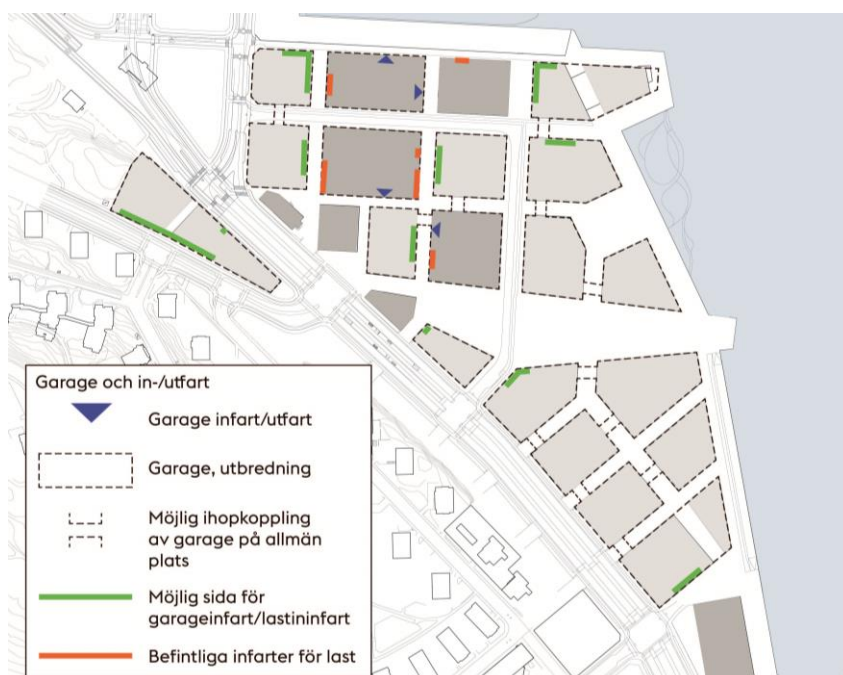 Garage och in-/utfart
Garage infart/utfart
Garage, utbredning
Möjlig ihopkoppling
av garage på allmän
plats
Möjlig sida för
garageinfart/lastininfart
Befintliga infarter för last